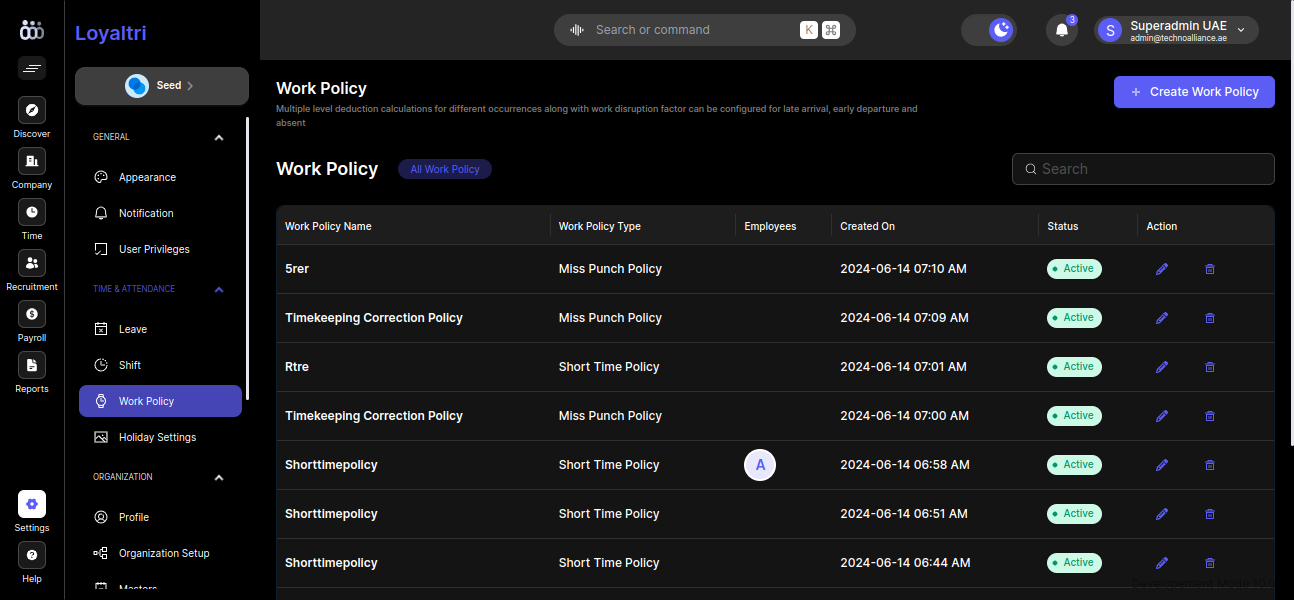 Loyaltri
Search or command
K
⌘
3
S
Superadmin UAE
admin@technoalliance.ae
Seed
Discover
Company
Time
Recruitment
Payroll
Reports
Settings
Help
GENERAL
Appearance
Notification
User Privileges
TIME & ATTENDANCE
Leave
Shift
Work Policy
Holiday Settings
ORGANIZATION
Profile
Organization Setup
Masters
Work Policy
Multiple level deduction calculations for different occurrences along with work disruption factor can be configured for late arrival, early departure and
absent
+ Create Work Policy
Work Policy
All Work Policy
Search
Work Policy Name Work Policy Type Employees Created On Status Action
5rer Miss Punch Policy 2024-06-14 07:10 AM Active
Timekeeping Correction Policy Miss Punch Policy 2024-06-14 07:09 AM Active
Rtre Short Time Policy 2024-06-14 07:01 AM Active
Timekeeping Correction Policy Miss Punch Policy 2024-06-14 07:00 AM Active
Shorttimepolicy Short Time Policy A 2024-06-14 06:58 AM Active
Shorttimepolicy Short Time Policy 2024-06-14 06:51 AM Active
Shorttimepolicy Short Time Policy 2024-06-14 06:44 AM Active